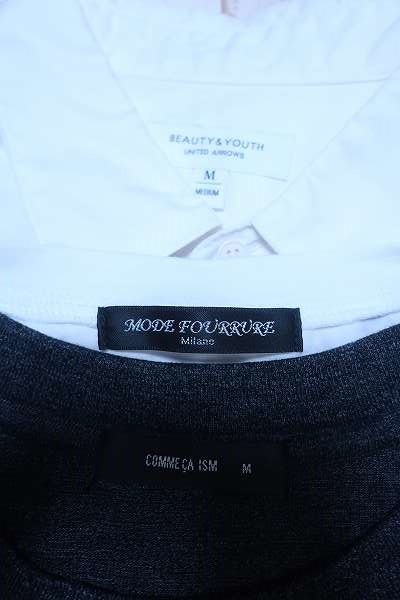 BEAUTY&YOUTH
UNITED ARROWS
M
MEDIUM
MODE FOURRURE
Milano
COMME ÇA ISM M